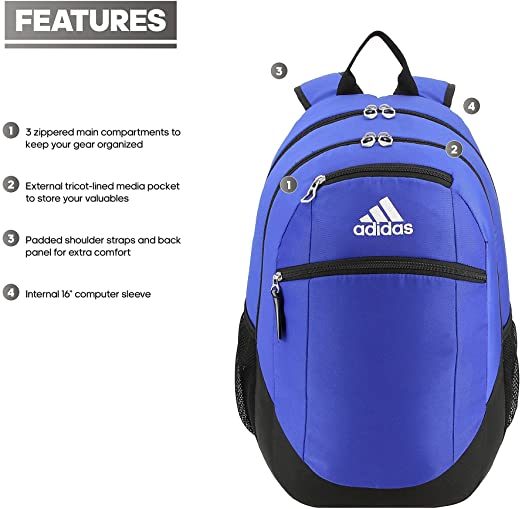 FEATURES
1 3 zippered main compartments to
keep your gear organized
2 External tricot-lined media pocket
to store your valuables
3 Padded shoulder straps and back
panel for extra comfort
4 Internal 16" computer sleeve
3
4
2
1
adidas